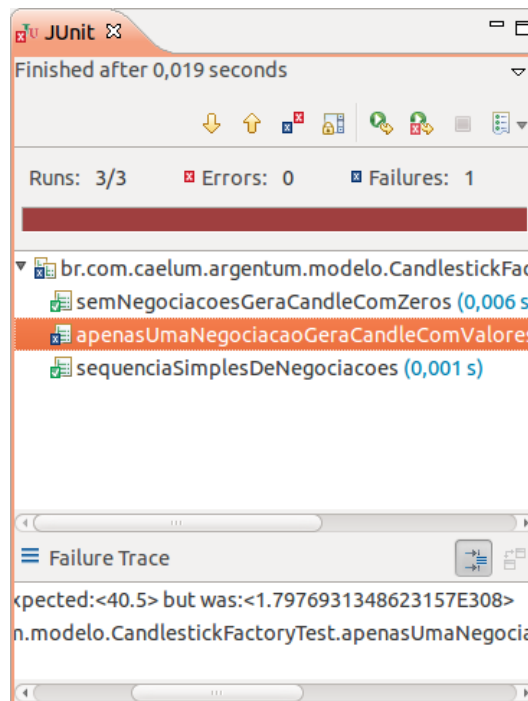 JUnit
Finished after 0,019 seconds
Runs: 3/3 Errors: 0 Failures: 1
br.com.caelum.argentum.modelo.CandlestickFac
semNegociacoesGeraCandleComZeros (0,006 s
apenasUmaNegociacaoGeraCandleComValores
sequenciaSimplesDeNegociacoes (0,001 s)
Failure Trace
xpected:<40.5> but was:<1.7976931348623157E308>
n.modelo.CandlestickFactoryTest.apenasUmaNegocia